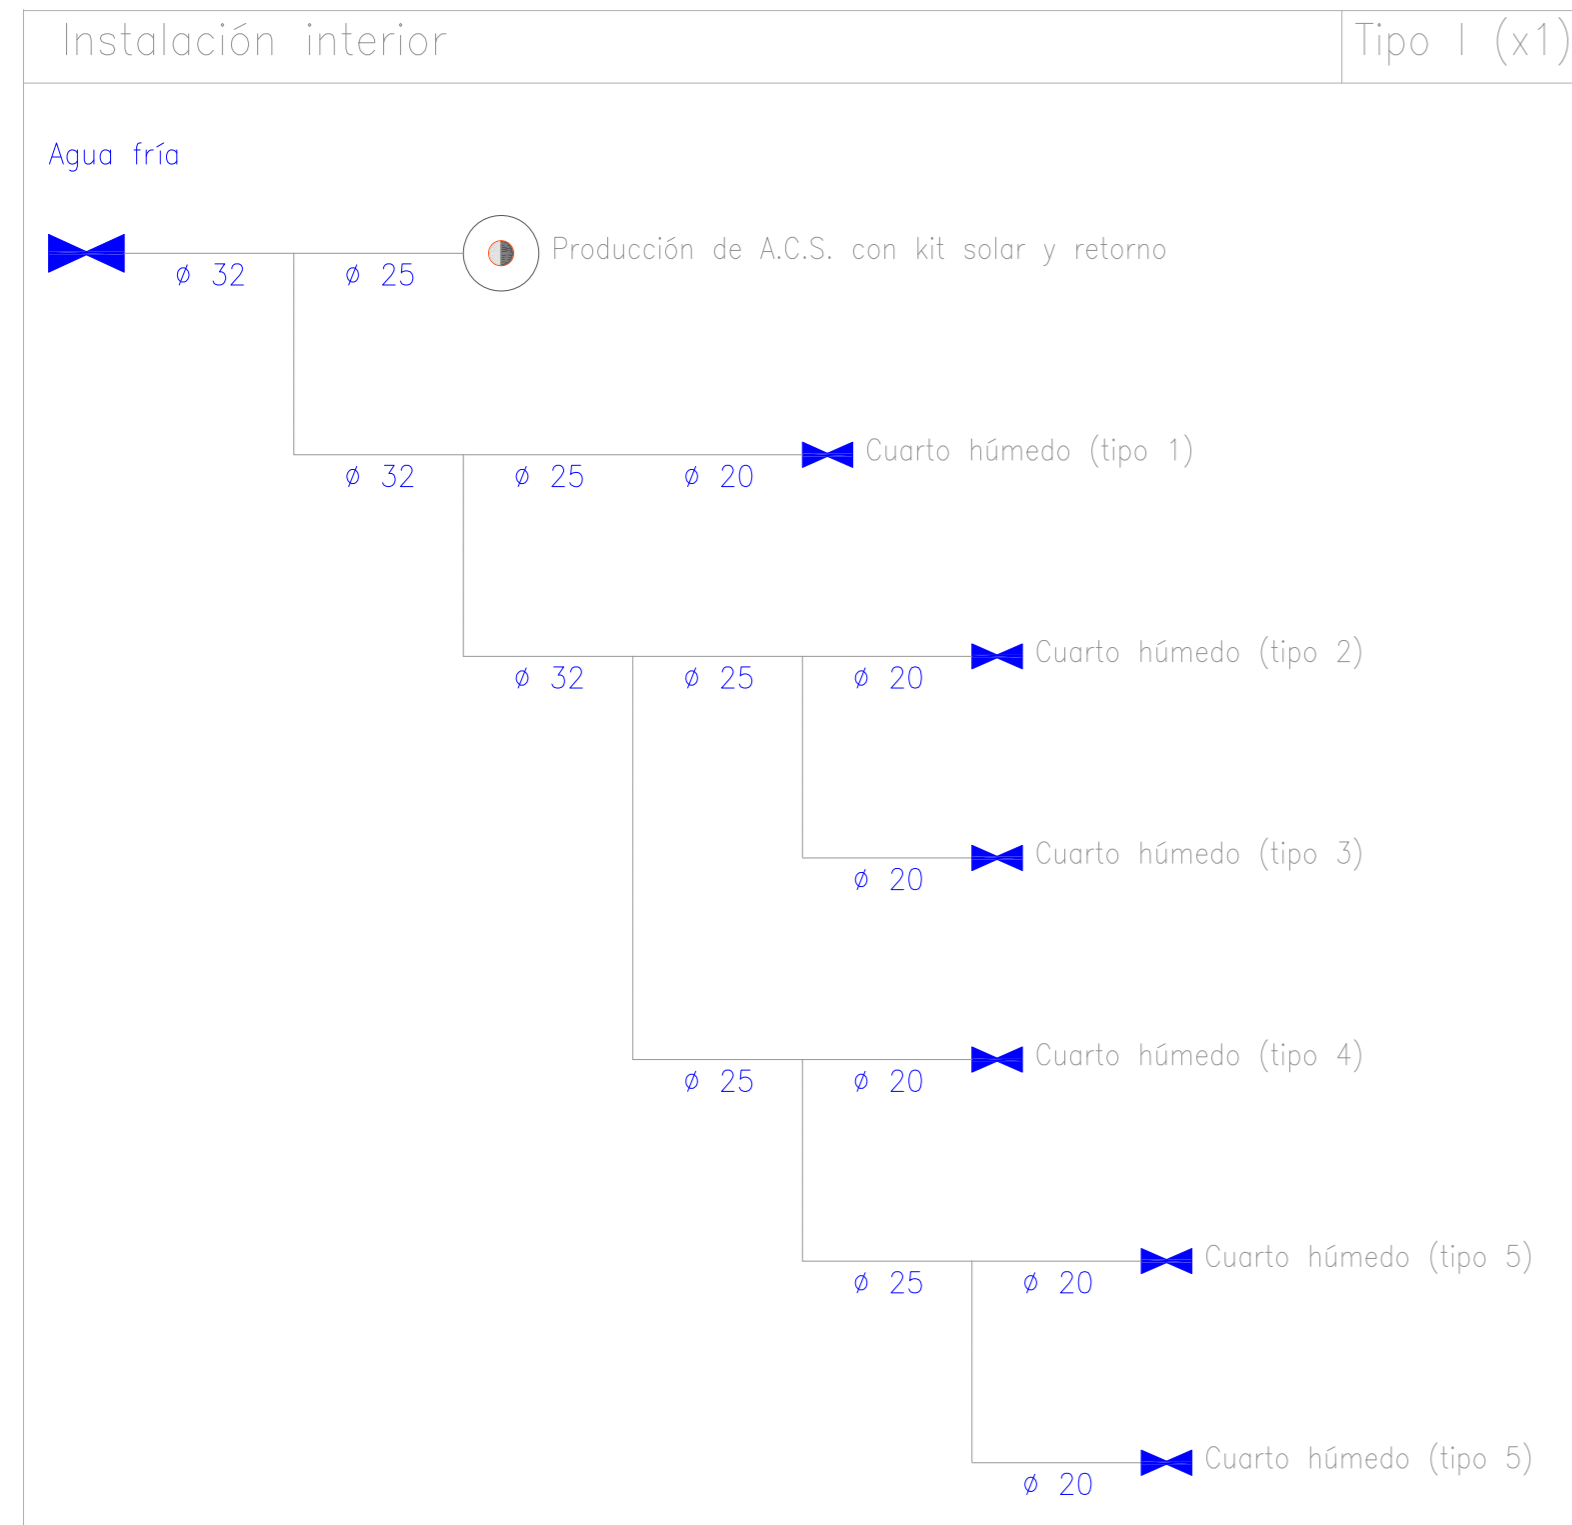 Instalación interior
Tipo I (x1)
Agua fría
Producción de A.C.S. con kit solar y retorno
ø 32
ø 25
Cuarto húmedo (tipo 1)
ø 32
ø 25
ø 20
Cuarto húmedo (tipo 2)
ø 32
ø 25
ø 20
Cuarto húmedo (tipo 3)
ø 20
Cuarto húmedo (tipo 4)
ø 25
ø 20
Cuarto húmedo (tipo 5)
ø 25
ø 20
Cuarto húmedo (tipo 5)
ø 20